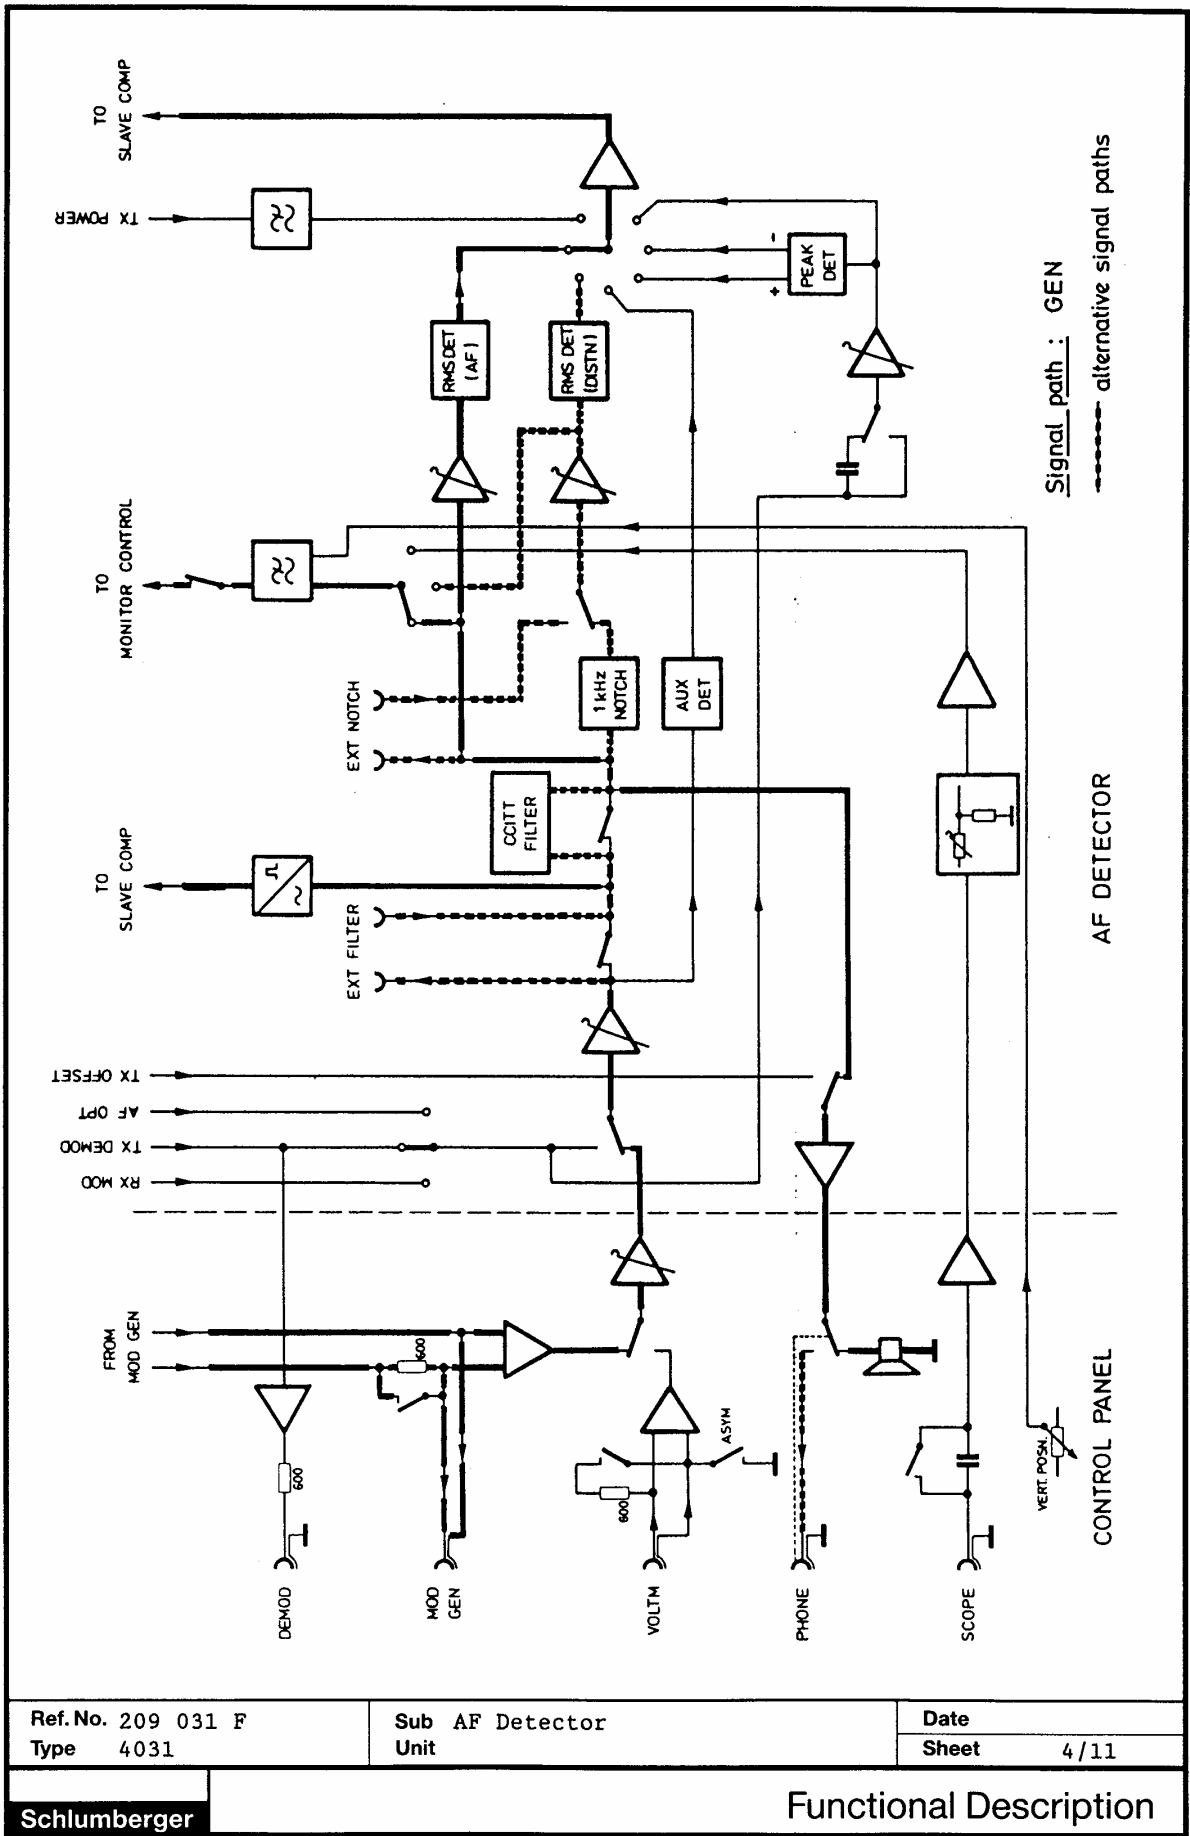 TO
SLAVE COMP
TX POWER
RMS DET
(AF)
RMS DET
(DISTN)
-
+
PEAK
DET
TO
MONITOR CONTROL
EXT NOTCH
1kHz
NOTCH
AUX
DET
CCITT
FILTER
TO
SLAVE COMP
EXT FILTER
TX OFFSET
AF OPT
TX DEMOD
RX MOD
Signal path : GEN
alternative signal paths
AF DETECTOR
FROM
MOD GEN
600
600
600
ASYM
VERT. POSN.
CONTROL PANEL
DEMOD
MOD
GEN
VOLTM
PHONE
SCOPE
Ref. No. 209 031 F
Type 4031
Sub AF Detector
Unit
Date
Sheet 4/11
Schlumberger
Functional Description